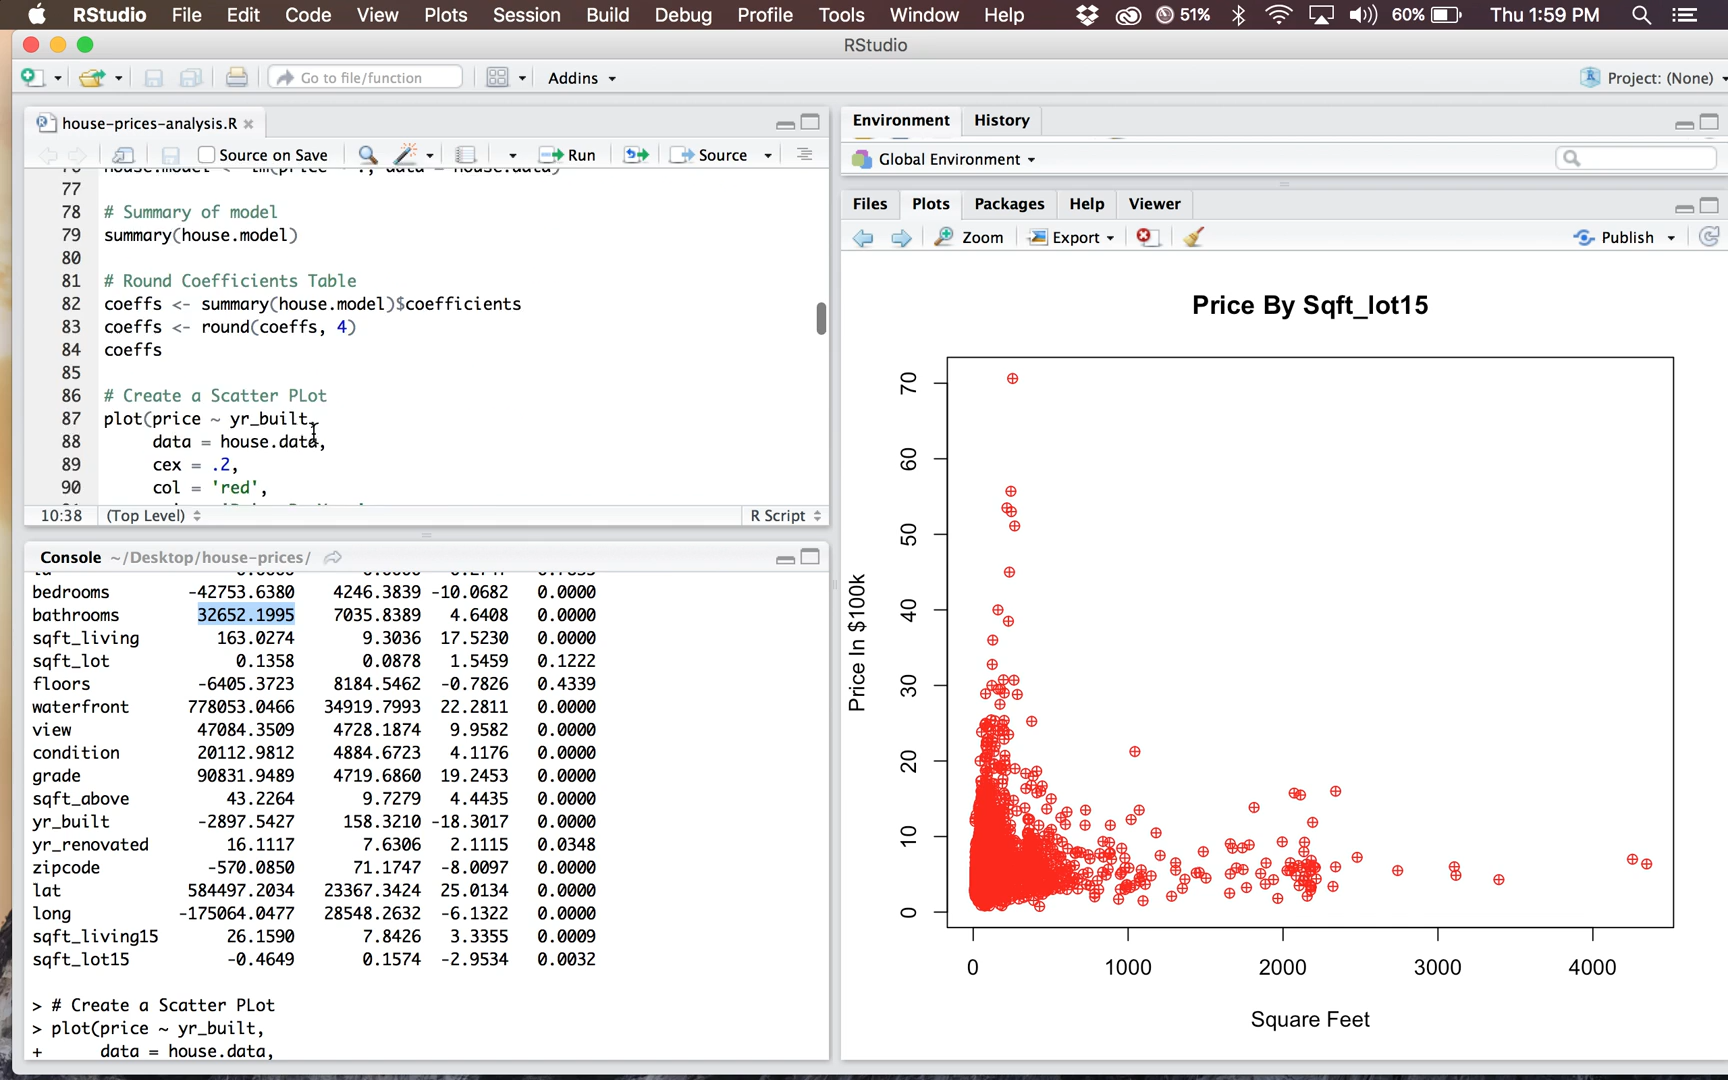 RStudio File Edit Code View Plots Session Build Debug Profile Tools Window Help 51% 60% Thu 1:59 PM
RStudio
Go to file/function Addins Project: (None)
house-prices-analysis.R
Source on Save Run Source
76 house.model <- lm(price ~ ., data = house.data)
77
78 # Summary of model
79 summary(house.model)
80
81 # Round Coefficients Table
82 coeffs <- summary(house.model)$coefficients
83 coeffs <- round(coeffs, 4)
84 coeffs
85
86 # Create a Scatter PLot
87 plot(price ~ yr_built,
88 data = house.data,
89 cex = .2,
90 col = 'red',
10:38 (Top Level) R Script
Console ~/Desktop/house-prices/
bedrooms -42753.6380 4246.3839 -10.0682 0.0000
bathrooms 32652.1995 7035.8389 4.6408 0.0000
sqft_living 163.0274 9.3036 17.5230 0.0000
sqft_lot 0.1358 0.0878 1.5459 0.1222
floors -6405.3723 8184.5462 -0.7826 0.4339
waterfront 778053.0466 34919.7993 22.2811 0.0000
view 47084.3509 4728.1874 9.9582 0.0000
condition 20112.9812 4884.6723 4.1176 0.0000
grade 90831.9489 4719.6860 19.2453 0.0000
sqft_above 43.2264 9.7279 4.4435 0.0000
yr_built -2897.5427 158.3210 -18.3017 0.0000
yr_renovated 16.1117 7.6306 2.1115 0.0348
zipcode -570.0850 71.1747 -8.0097 0.0000
lat 584497.2034 23367.3424 25.0134 0.0000
long -175064.0477 28548.2632 -6.1322 0.0000
sqft_living15 26.1590 7.8426 3.3355 0.0009
sqft_lot15 -0.4649 0.1574 -2.9534 0.0032
> # Create a Scatter PLot
> plot(price ~ yr_built,
+ data = house.data,
Environment History
Global Environment
Files Plots Packages Help Viewer
Zoom Export Publish
Price By Sqft_lot15
Price In $100k
70
60
50
40
30
20
10
0
0 1000 2000 3000 4000
Square Feet